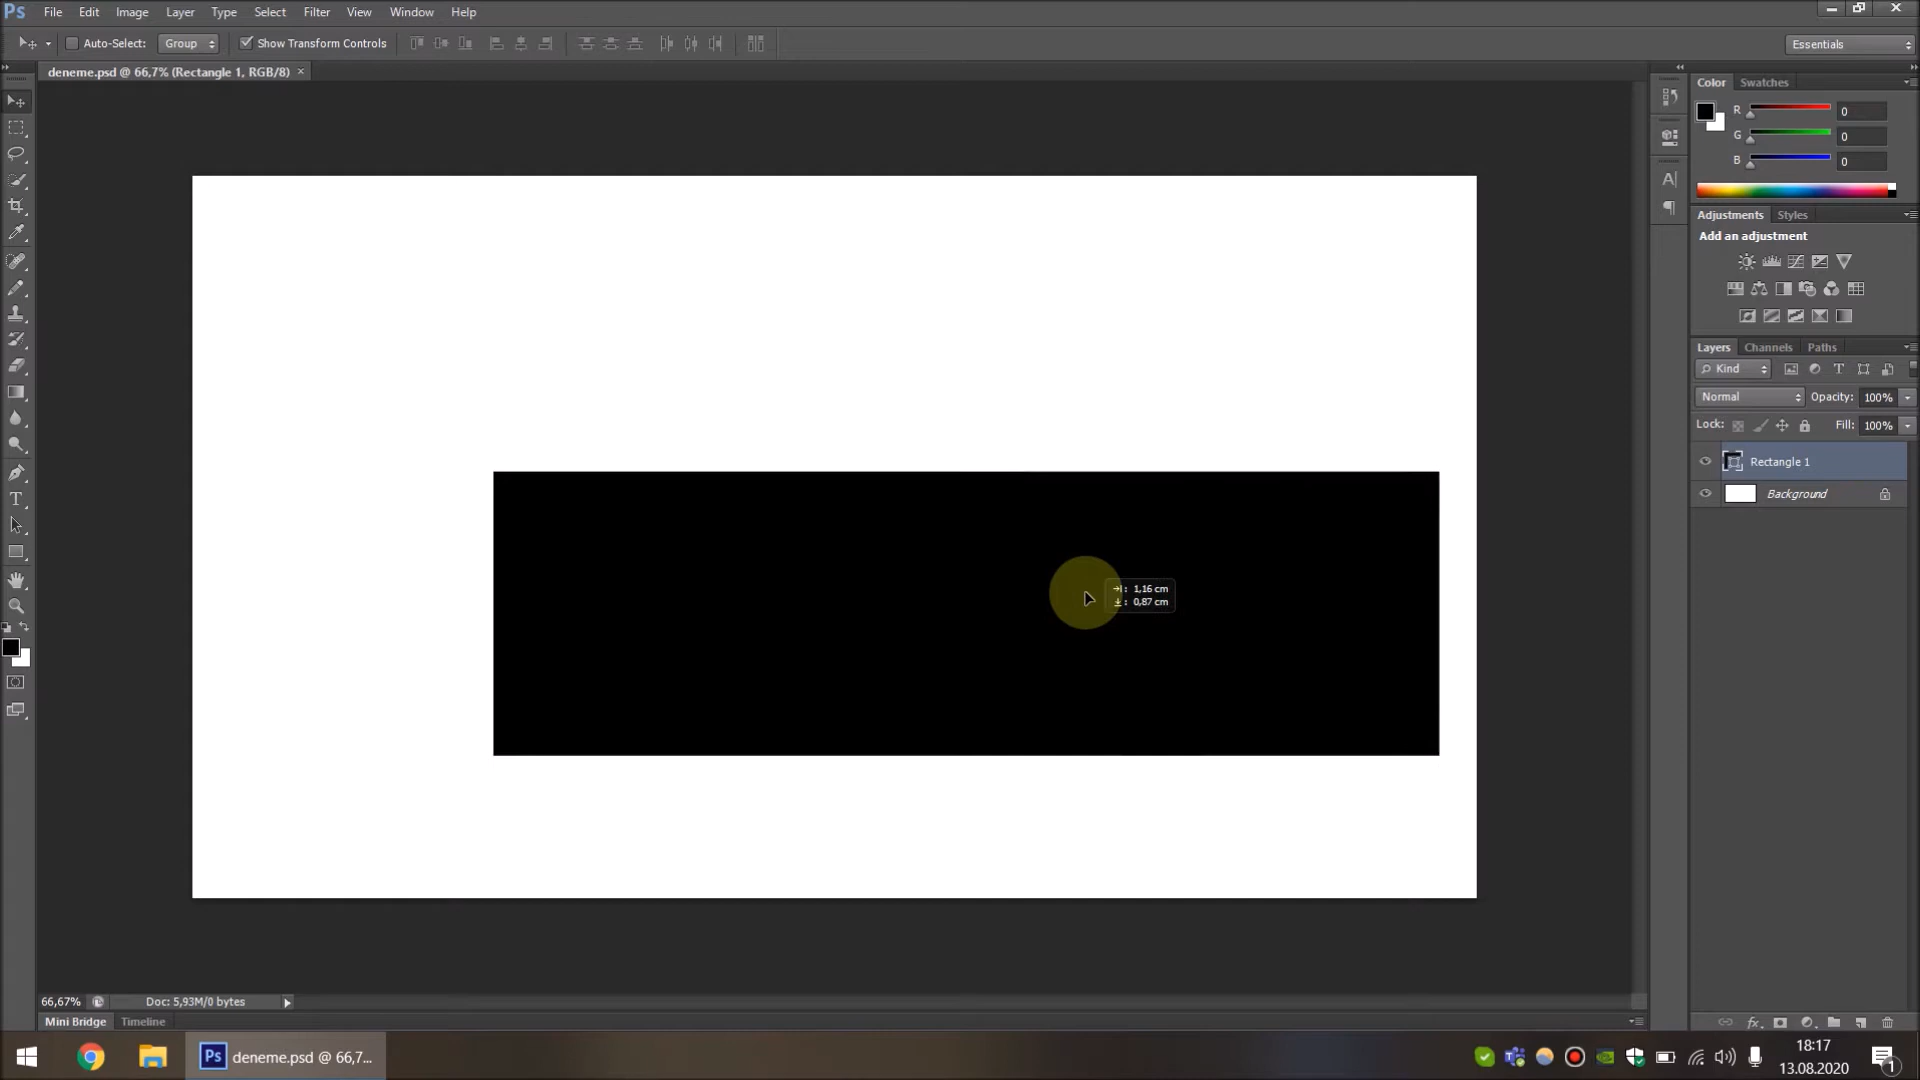 Ps File Edit Image Layer Type Select Filter View Window Help
Auto-Select: Group Show Transform Controls Essentials
deneme.psd @ 66,7% (Rectangle 1, RGB/8) ×
Color Swatches
R 0
G 0
B 0
Adjustments Styles
Add an adjustment
Layers Channels Paths
Kind T
Normal Opacity: 100%
Lock: Fill: 100%
Rectangle 1
Background
A|
T
1,16 cm
0,87 cm
66,67% Doc: 5,93M/0 bytes
Mini Bridge Timeline
fx
Ps deneme.psd @ 66,7...
18:17
13.08.2020
1